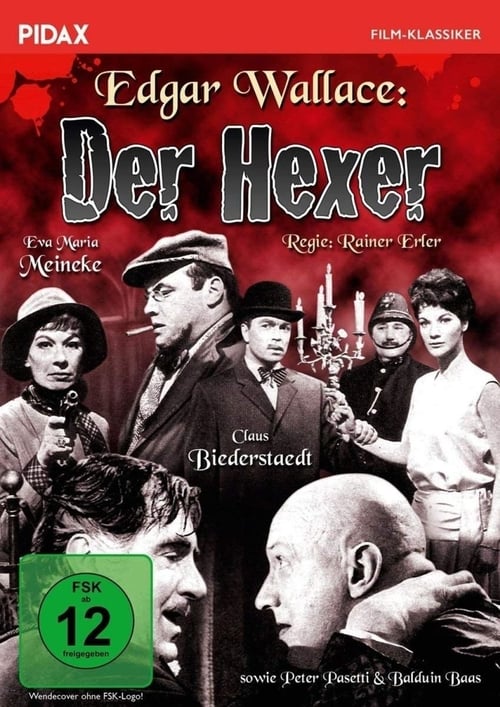 PIDAX
FILM-KLASSIKER
Edgar Wallace:
Der Hexer
Eva Maria
Meineke
Regie: Rainer Erler
Claus
Biederstaedt
FSK
ab
12
freigegeben
Wendecover ohne FSK-Logo!
sowie Peter Pasetti & Balduin Baas